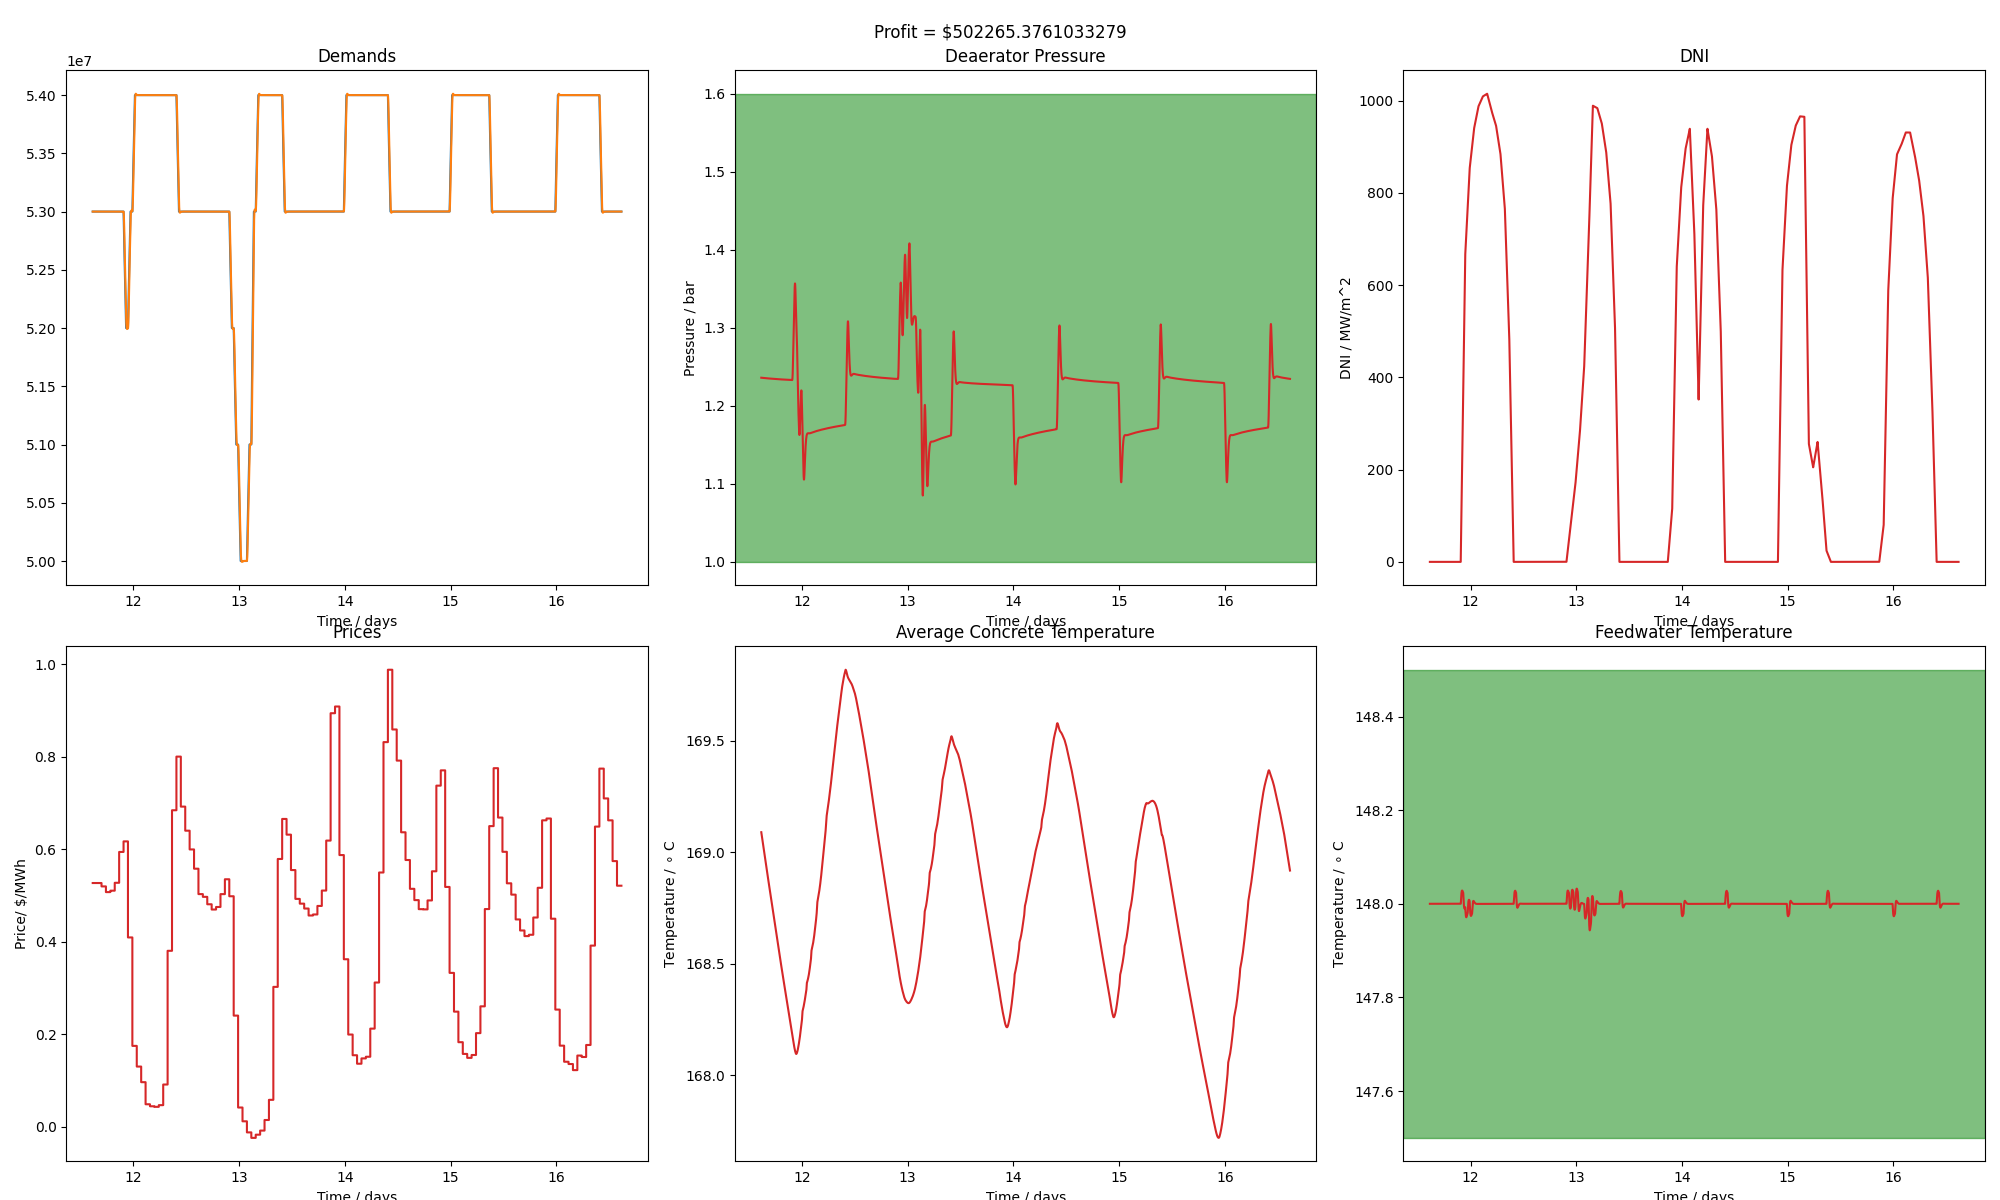 Profit = $502265.3761033279
Demands
1e7
5.40
5.35
5.30
5.25
5.20
5.15
5.10
5.05
5.00
12 13 14 15 16
Time / days
Deaerator Pressure
Pressure / bar
1.6
1.5
1.4
1.3
1.2
1.1
1.0
12 13 14 15 16
Time / days
DNI
DNI / MW/m^2
1000
800
600
400
200
0
12 13 14 15 16
Time / days
Prices
Price/ $/MWh
1.0
0.8
0.6
0.4
0.2
0.0
12 13 14 15 16
Time / days
Average Concrete Temperature
Temperature / ∘ C
169.5
169.0
168.5
168.0
12 13 14 15 16
Time / days
Feedwater Temperature
Temperature / ∘ C
148.4
148.2
148.0
147.8
147.6
12 13 14 15 16
Time / days